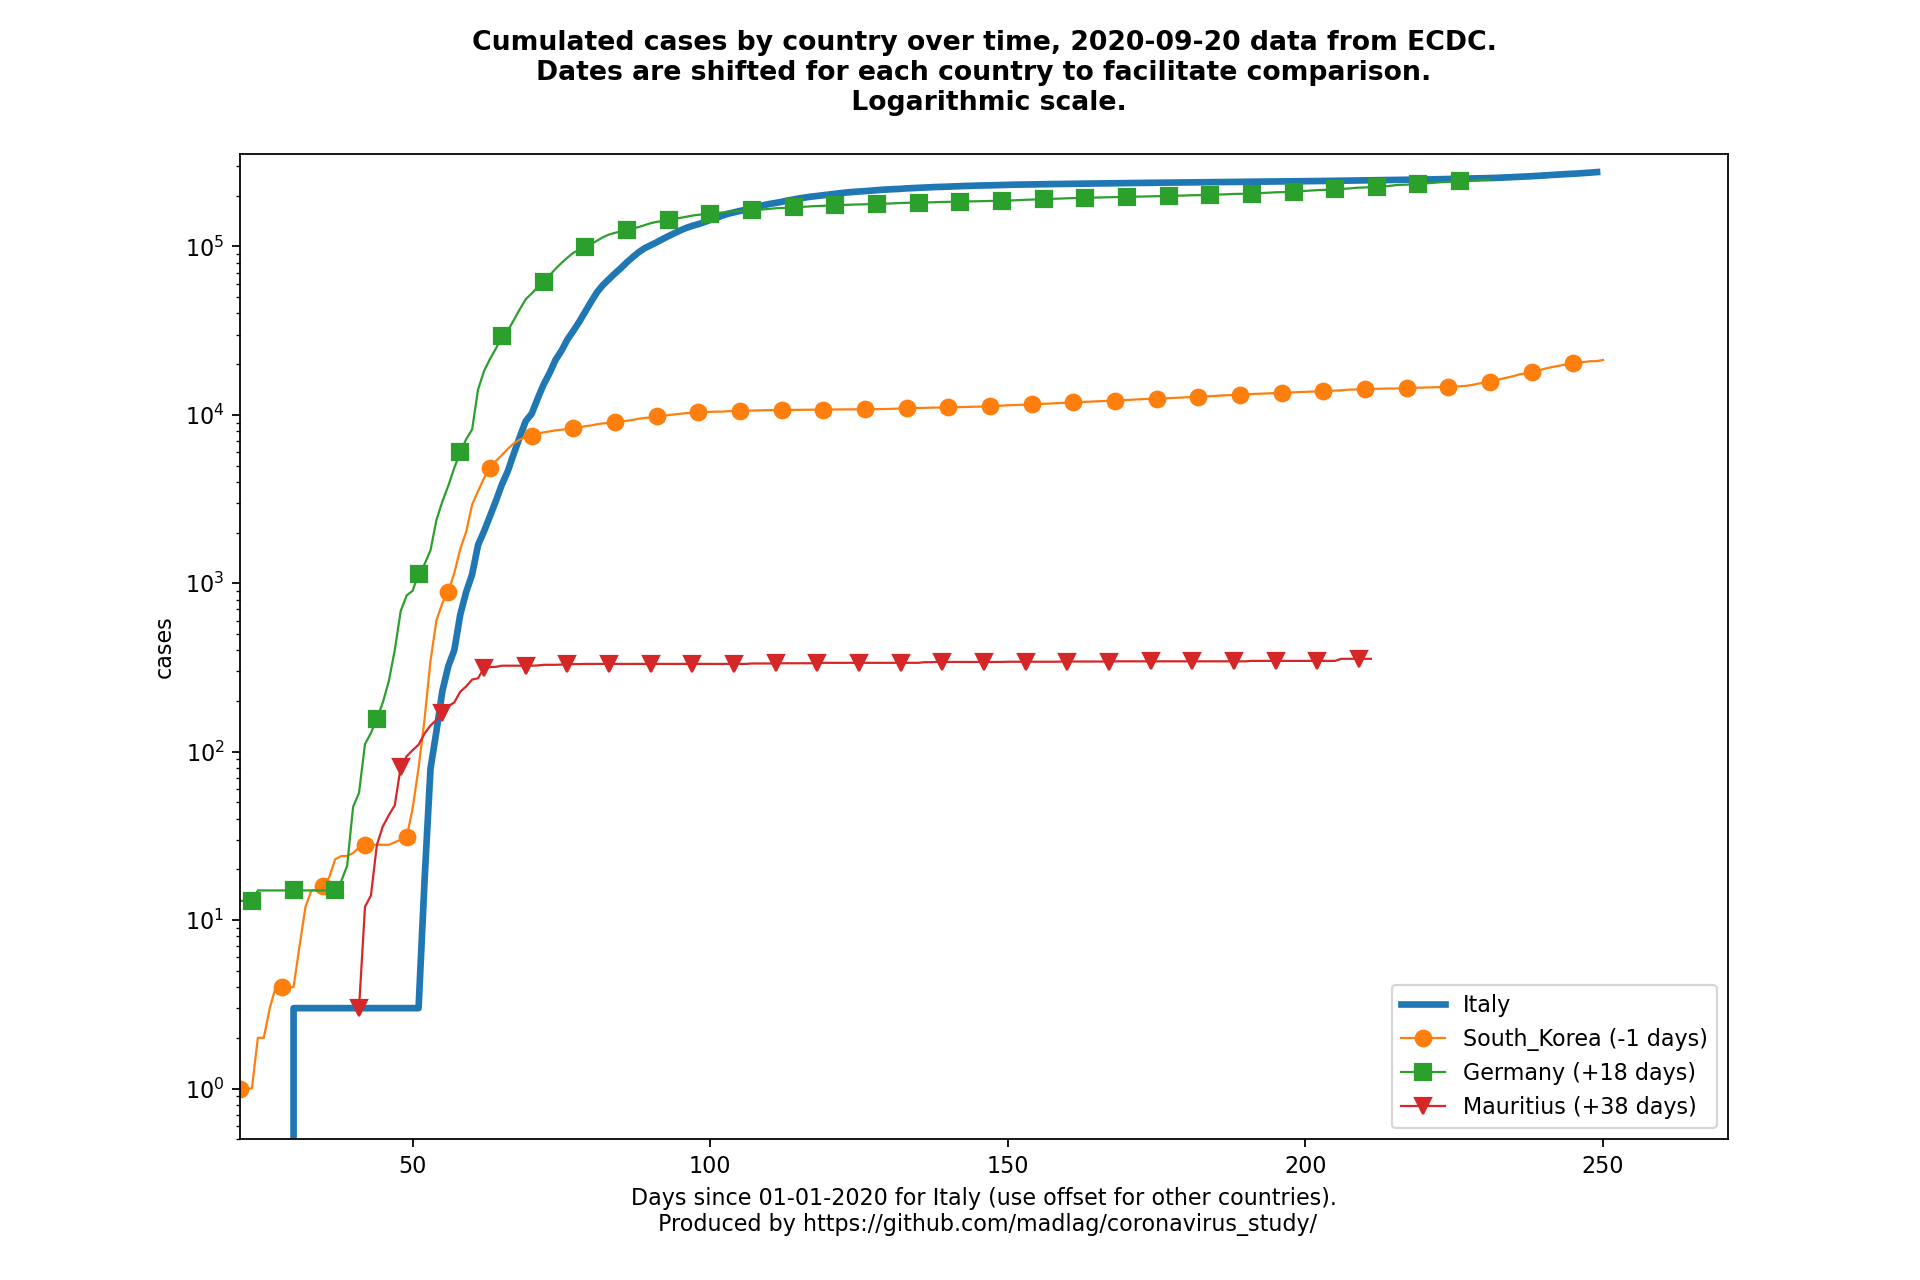 Cumulated cases by country over time, 2020-09-20 data from ECDC.
Dates are shifted for each country to facilitate comparison.
Logarithmic scale.
10^5
10^4
10^3
10^2
10^1
10^0
cases
50
100
150
200
250
Italy
South_Korea (-1 days)
Germany (+18 days)
Mauritius (+38 days)
Days since 01-01-2020 for Italy (use offset for other countries).
Produced by https://github.com/madlag/coronavirus_study/